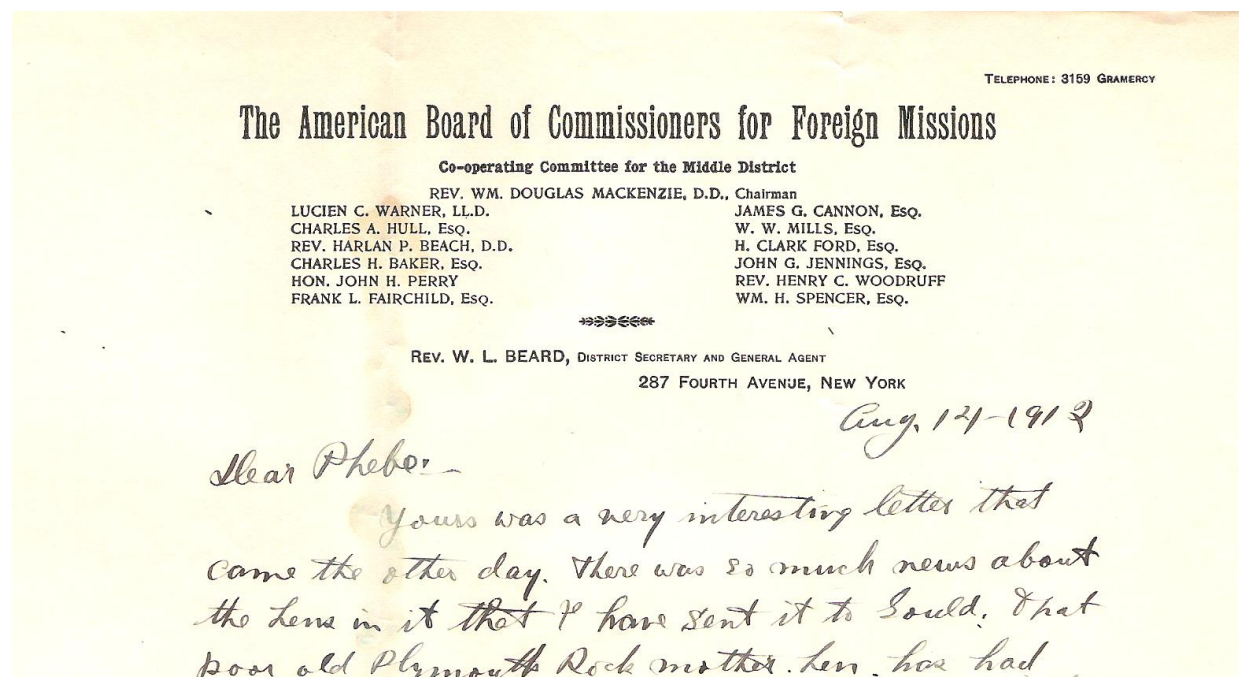 TELEPHONE: 3159 GRAMERCY
The American Board of Commissioners for Foreign Missions
Co-operating Committee for the Middle District
REV. WM. DOUGLAS MACKENZIE, D.D., Chairman
LUCIEN C. WARNER, LL.D.
CHARLES A. HULL, ESQ.
REV. HARLAN P. BEACH, D.D.
CHARLES H. BAKER, ESQ.
HON. JOHN H. PERRY
FRANK L. FAIRCHILD, ESQ.
JAMES G. CANNON, ESQ.
W. W. MILLS, ESQ.
H. CLARK FORD, ESQ.
JOHN G. JENNINGS, ESQ.
REV. HENRY C. WOODRUFF
WM. H. SPENCER, ESQ.
REV. W. L. BEARD, DISTRICT SECRETARY AND GENERAL AGENT
287 FOURTH AVENUE, NEW YORK
Aug. 14-1912
Dear Phebe:—
Yours was a very interesting letter that
came the other day. There was so much news about
the hens in it that I have sent it to Gould. That
poor old Plymouth Rock mother hen has had